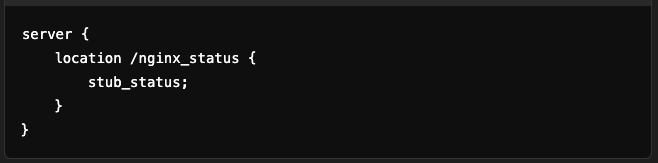 server {
    location /nginx_status {
        stub_status;
    }
}